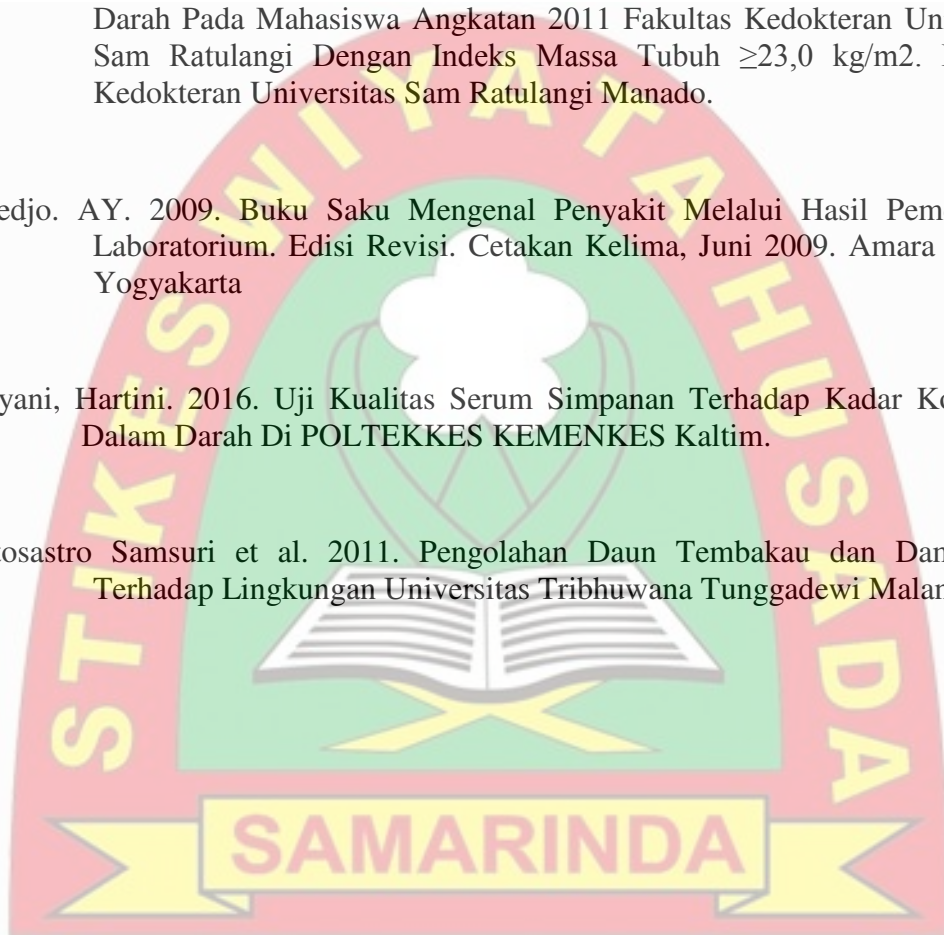 Darah Pada Mahasiswa Angkatan 2011 Fakultas Kedokteran Un
Sam Ratulangi Dengan Indeks Massa Tubuh ≥23,0 kg/m2.
Kedokteran Universitas Sam Ratulangi Manado.
edjo. AY. 2009. Buku Saku Mengenal Penyakit Melalui Hasil Pem
Laboratorium. Edisi Revisi. Cetakan Kelima, Juni 2009. Amara
Yogyakarta
yani, Hartini. 2016. Uji Kualitas Serum Simpanan Terhadap Kadar Ko
Dalam Darah Di POLTEKKES KEMENKES Kaltim.
tosastro Samsuri et al. 2011. Pengolahan Daun Tembakau dan Dam
Terhadap Lingkungan Universitas Tribhuwana Tunggadewi Malan
STIKES WIYATA HUSADA
SAMARINDA